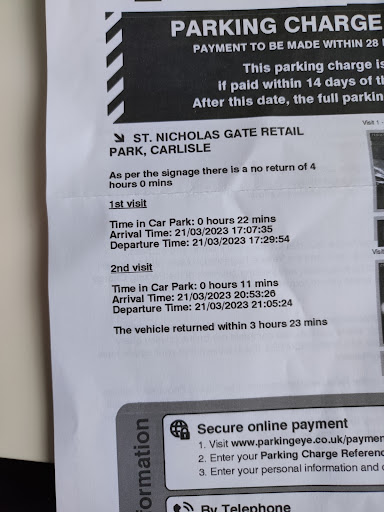 PARKING CHARGE
PAYMENT TO BE MADE WITHIN 28
This parking charge is
if paid within 14 days of
After this date, the full
Visit 1 -
ST. NICHOLAS GATE RETAIL
PARK, CARLISLE
As per the signage there is a no return of 4
hours 0 mins
1st visit
Time in Car Park: 0 hours 22 mins
Arrival Time: 21/03/2023 17:07:35
Departure Time: 21/03/2023 17:29:54
Visit
2nd visit
Time in Car Park: 0 hours 11 mins
Arrival Time: 21/03/2023 20:53:26
Departure Time: 21/03/2023 21:05:24
The vehicle returned within 3 hours 23 mins
Secure online payment
1. Visit www.parkingeye.co.uk/paymen
2. Enter your Parking Charge Referenc
3. Enter your personal information and
ormation
By Telephone